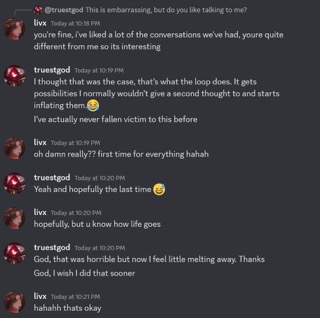 @truestgod This is embarrassing, but do you like talking to me?
livx Today at 10:18 PM
you're fine, i've liked a lot of the conversations we've had, youre quite
different from me so its interesting
truestgod Today at 10:19 PM
I thought that was the case, that's what the loop does. It gets
possibilities I normally wouldn't give a second thought to and starts
inflating them.😂
I've actually never fallen victim to this before
livx Today at 10:19 PM
oh damn really?? first time for everything hahah
truestgod Today at 10:20 PM
Yeah and hopefully the last time 😅
livx Today at 10:20 PM
hopefully, but u know how life goes
truestgod Today at 10:20 PM
God, that was horrible but now I feel little melting away. Thanks
God, I wish I did that sooner
livx Today at 10:21 PM
hahahh thats okay